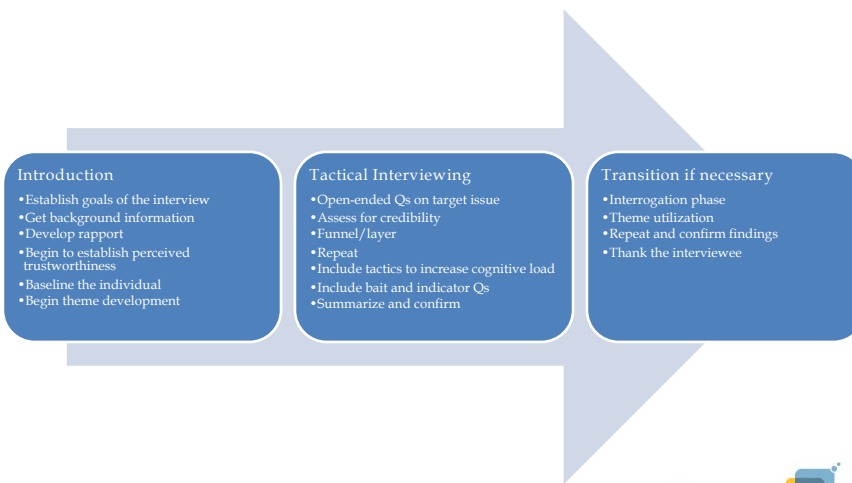 Introduction
•Establish goals of the interview
•Get background information
•Develop rapport
•Begin to establish perceived
trustworthiness
•Baseline the individual
•Begin theme development
Tactical Interviewing
•Open-ended Qs on target issue
•Assess for credibility
•Funnel/layer
•Repeat
•Include tactics to increase cognitive load
•Include bait and indicator Qs
•Summarize and confirm
Transition if necessary
•Interrogation phase
•Theme utilization
•Repeat and confirm findings
•Thank the interviewee